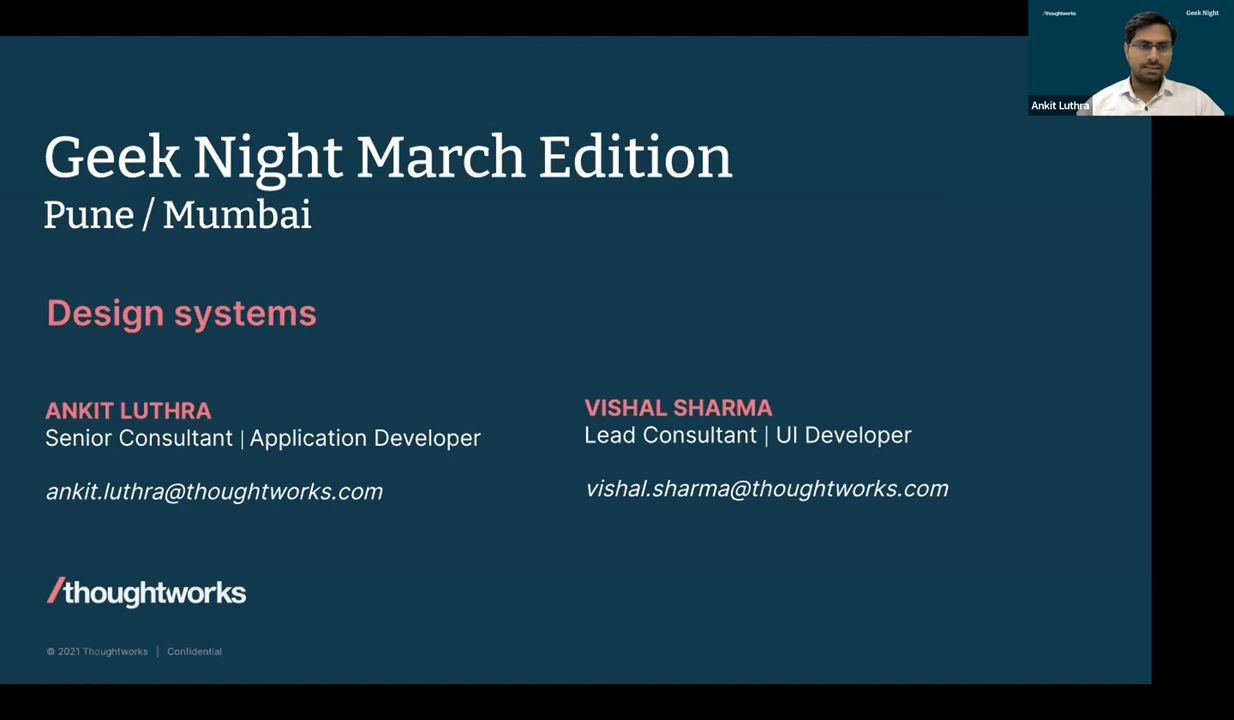 /thoughtworks
Geek Night
Ankit Luthra
Geek Night March Edition
Pune / Mumbai
Design systems
ANKIT LUTHRA
Senior Consultant | Application Developer
ankit.luthra@thoughtworks.com
VISHAL SHARMA
Lead Consultant | UI Developer
vishal.sharma@thoughtworks.com
/thoughtworks
© 2021 Thoughtworks | Confidential